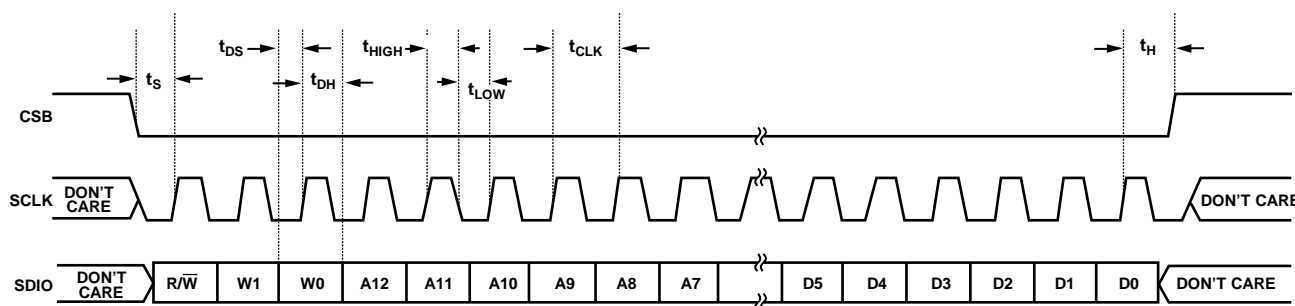 tDS tHIGH tCLK tH
tS tDH tLOW
CSB
SCLK DON'T CARE DON'T CARE
SDIO DON'T CARE R/W̅ W1 W0 A12 A11 A10 A9 A8 A7 D5 D4 D3 D2 D1 D0 DON'T CARE